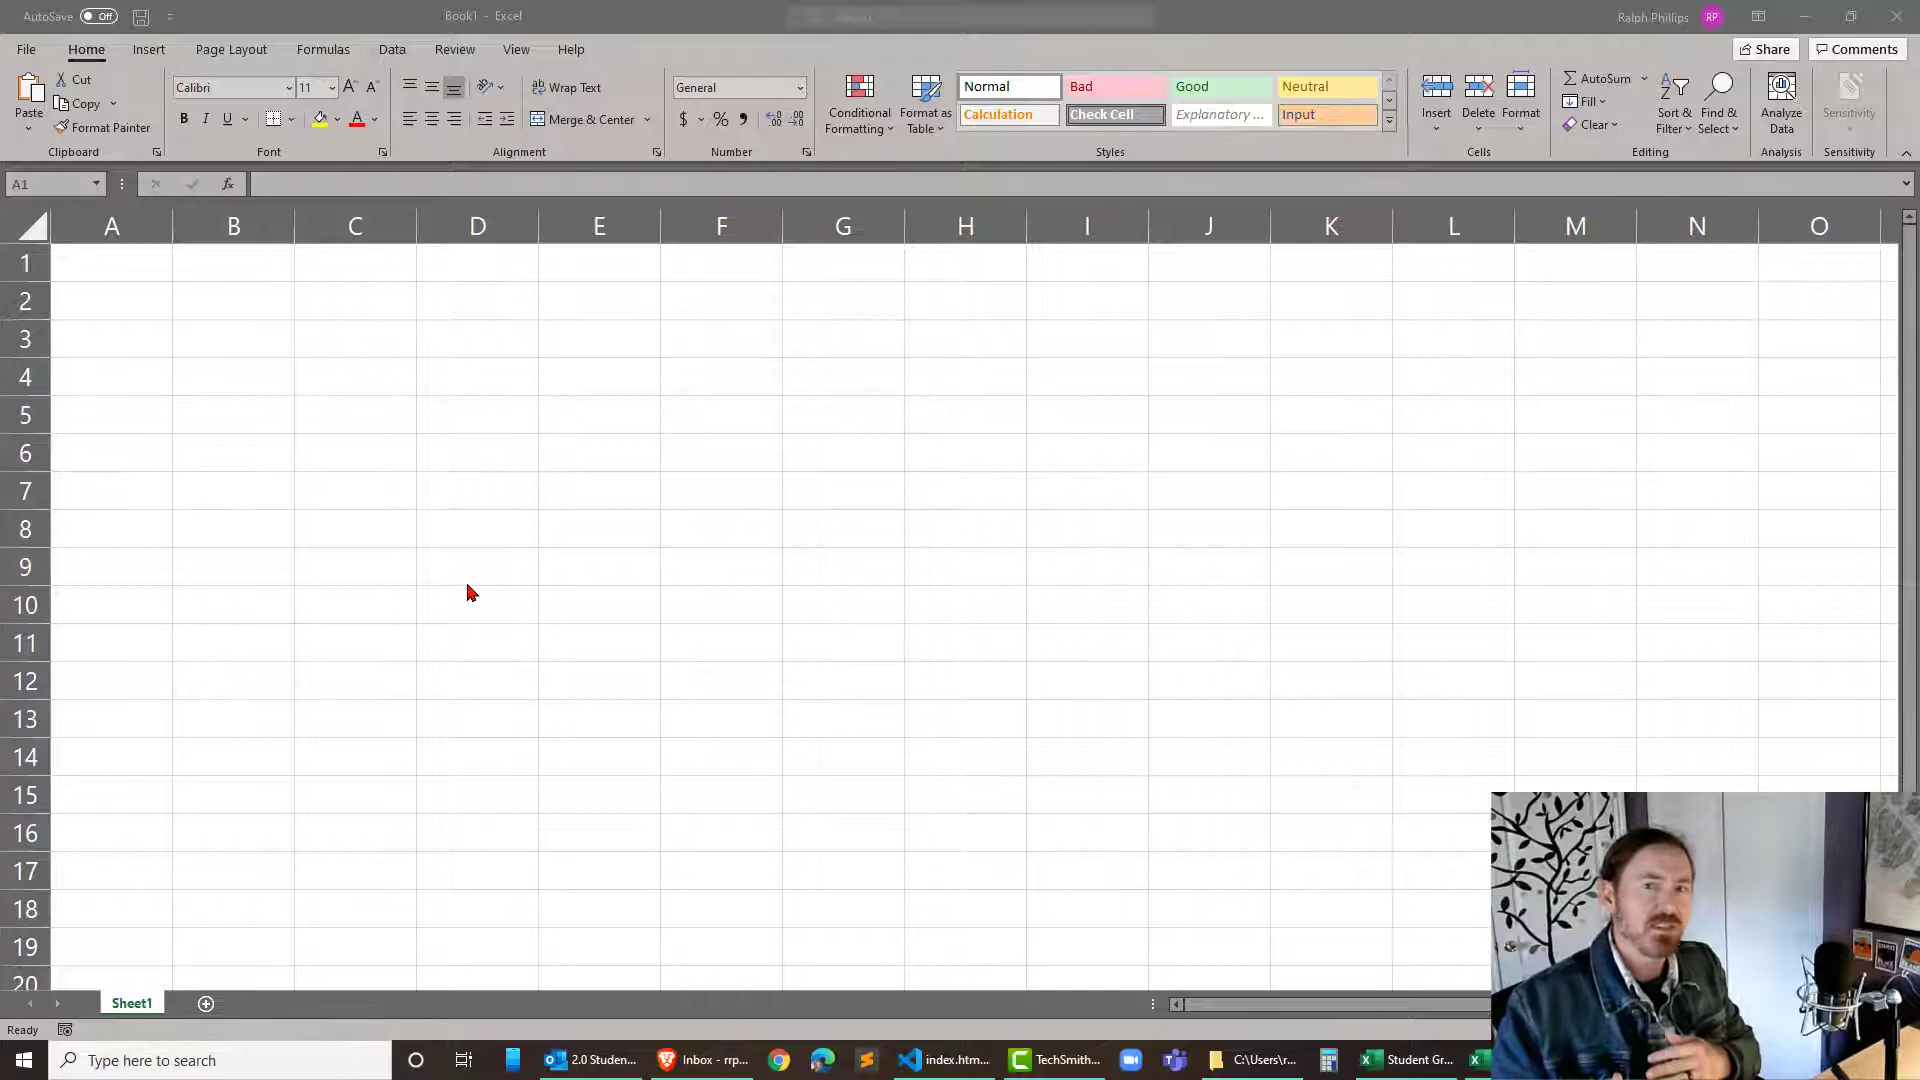 AutoSave Off Book1 - Excel Ralph Phillips RP
File Home Insert Page Layout Formulas Data Review View Help Share Comments
Paste Cut Copy Format Painter Clipboard
Calibri 11 B I U A Font
Wrap Text Merge & Center Alignment
General $ % Number
Conditional Formatting Format as Table
Normal Bad Good Neutral
Calculation Check Cell Explanatory ... Input
Styles
Insert Delete Format Cells
AutoSum Fill Clear Sort & Filter Find & Select Editing
Analyze Data Analysis
Sensitivity Sensitivity
A1 fx
A B C D E F G H I J K L M N O
1
2
3
4
5
6
7
8
9
10
11
12
13
14
15
16
17
18
19
20
Sheet1
Ready
Type here to search 2.0 Studen... Inbox - rrp... index.htm... TechSmith... C:\Users\r... Student Gr...